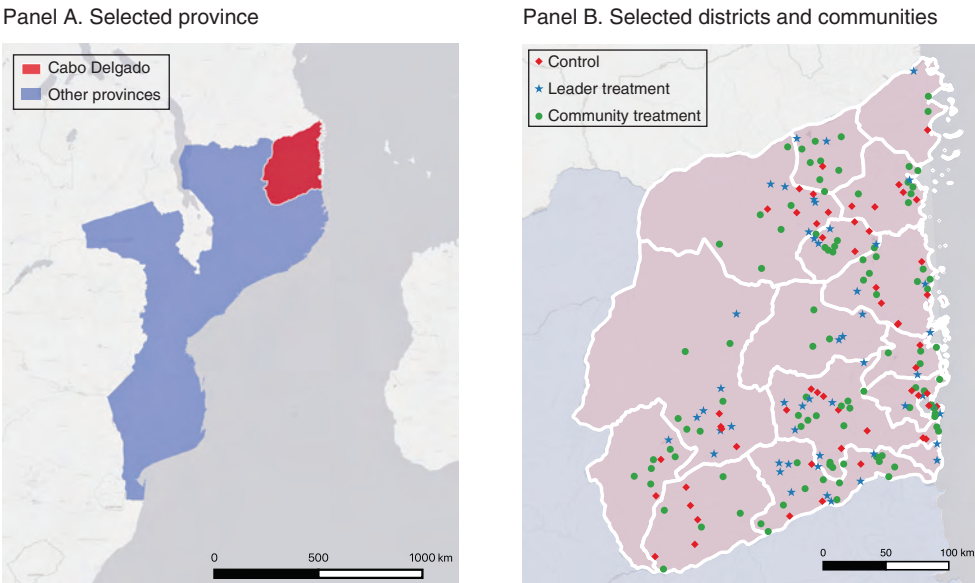 Panel A. Selected province
Cabo Delgado
Other provinces
0 500 1000 km
Panel B. Selected districts and communities
Control
Leader treatment
Community treatment
0 50 100 km